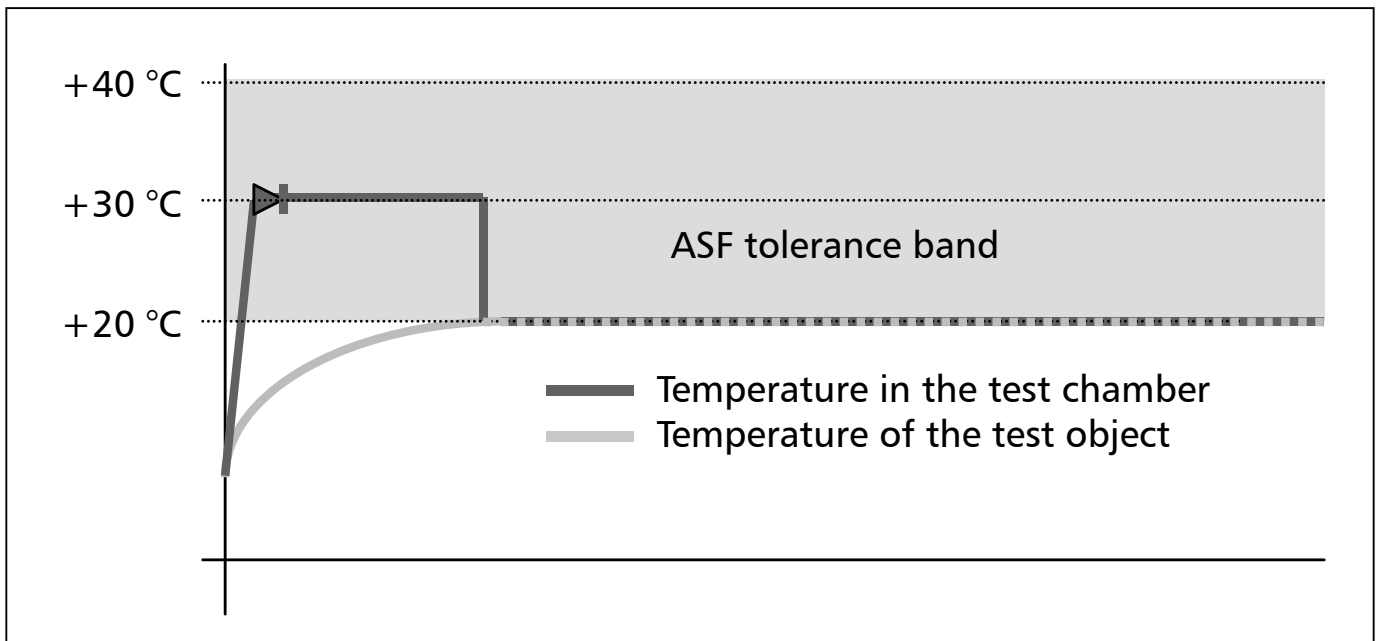 +40 °C
+30 °C
ASF tolerance band
+20 °C
Temperature in the test chamber
Temperature of the test object